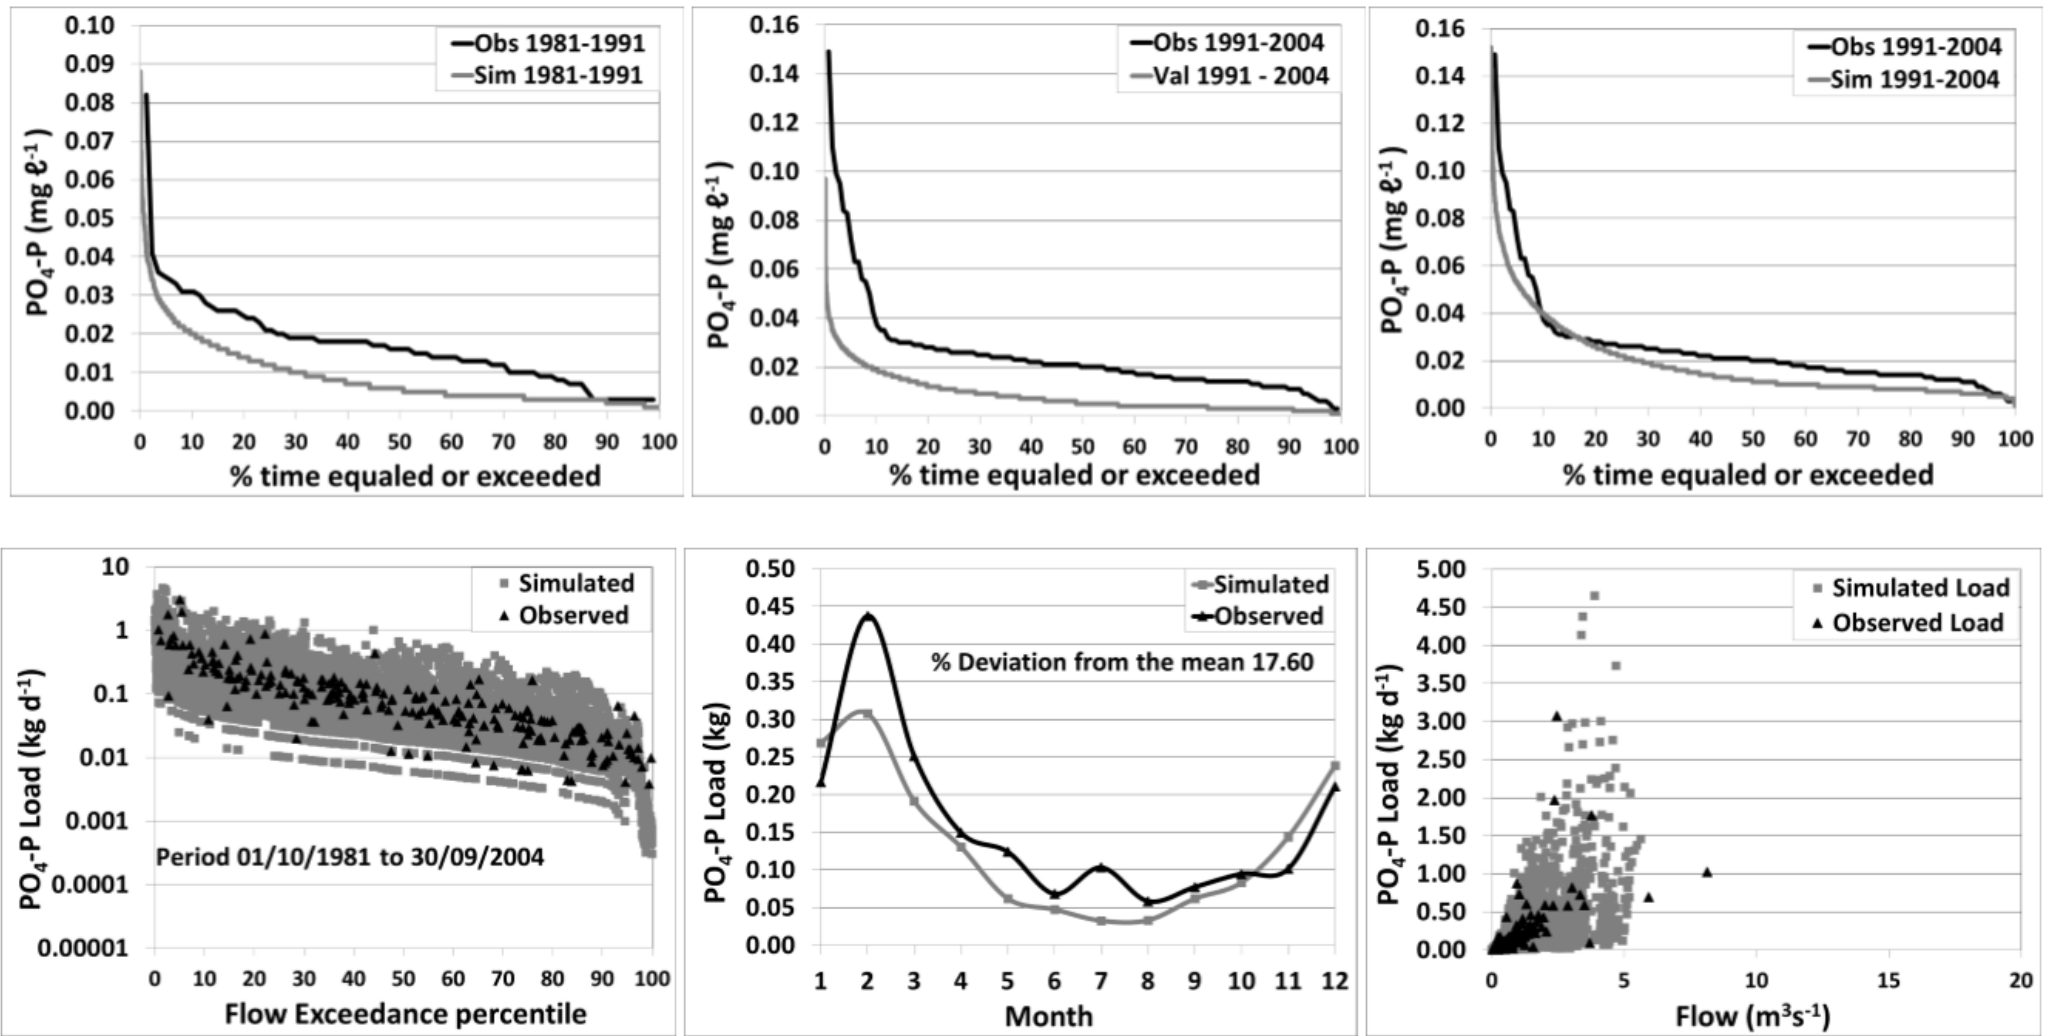 Obs 1981-1991
Sim 1981-1991
PO₄-P (mg ℓ⁻¹)
0.10
0.09
0.08
0.07
0.06
0.05
0.04
0.03
0.02
0.01
0.00
0 10 20 30 40 50 60 70 80 90 100
% time equaled or exceeded
Obs 1991-2004
Val 1991 - 2004
PO₄-P (mg ℓ⁻¹)
0.16
0.14
0.12
0.10
0.08
0.06
0.04
0.02
0.00
0 10 20 30 40 50 60 70 80 90 100
% time equaled or exceeded
Obs 1991-2004
Sim 1991-2004
PO₄-P (mg ℓ⁻¹)
0.16
0.14
0.12
0.10
0.08
0.06
0.04
0.02
0.00
0 10 20 30 40 50 60 70 80 90 100
% time equaled or exceeded
Simulated
Observed
PO₄-P Load (kg d⁻¹)
10
1
0.1
0.01
0.001
0.0001
0.00001
Period 01/10/1981 to 30/09/2004
0 10 20 30 40 50 60 70 80 90 100
Flow Exceedance percentile
Simulated
Observed
% Deviation from the mean 17.60
PO₄-P Load (kg)
0.50
0.45
0.40
0.35
0.30
0.25
0.20
0.15
0.10
0.05
0.00
1 2 3 4 5 6 7 8 9 10 11 12
Month
Simulated Load
Observed Load
PO₄-P Load (kg d⁻¹)
5.00
4.50
4.00
3.50
3.00
2.50
2.00
1.50
1.00
0.50
0.00
0 5 10 15 20
Flow (m³s⁻¹)